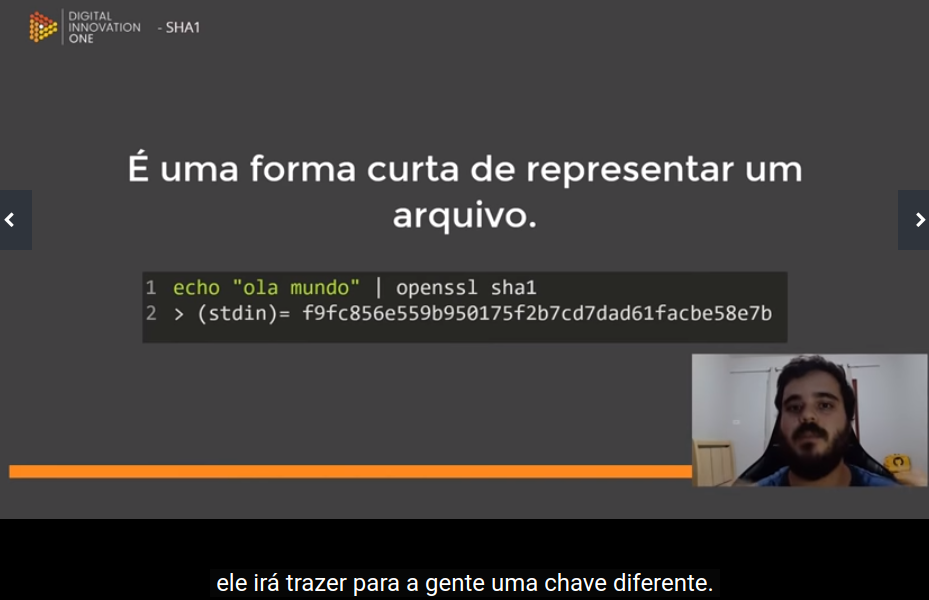 DIGITAL
INNOVATION
ONE
- SHA1
É uma forma curta de representar um
arquivo.
1 echo "ola mundo" | openssl sha1
2 > (stdin)= f9fc856e559b950175f2b7cd7dad61facbe58e7b
ele irá trazer para a gente uma chave diferente.